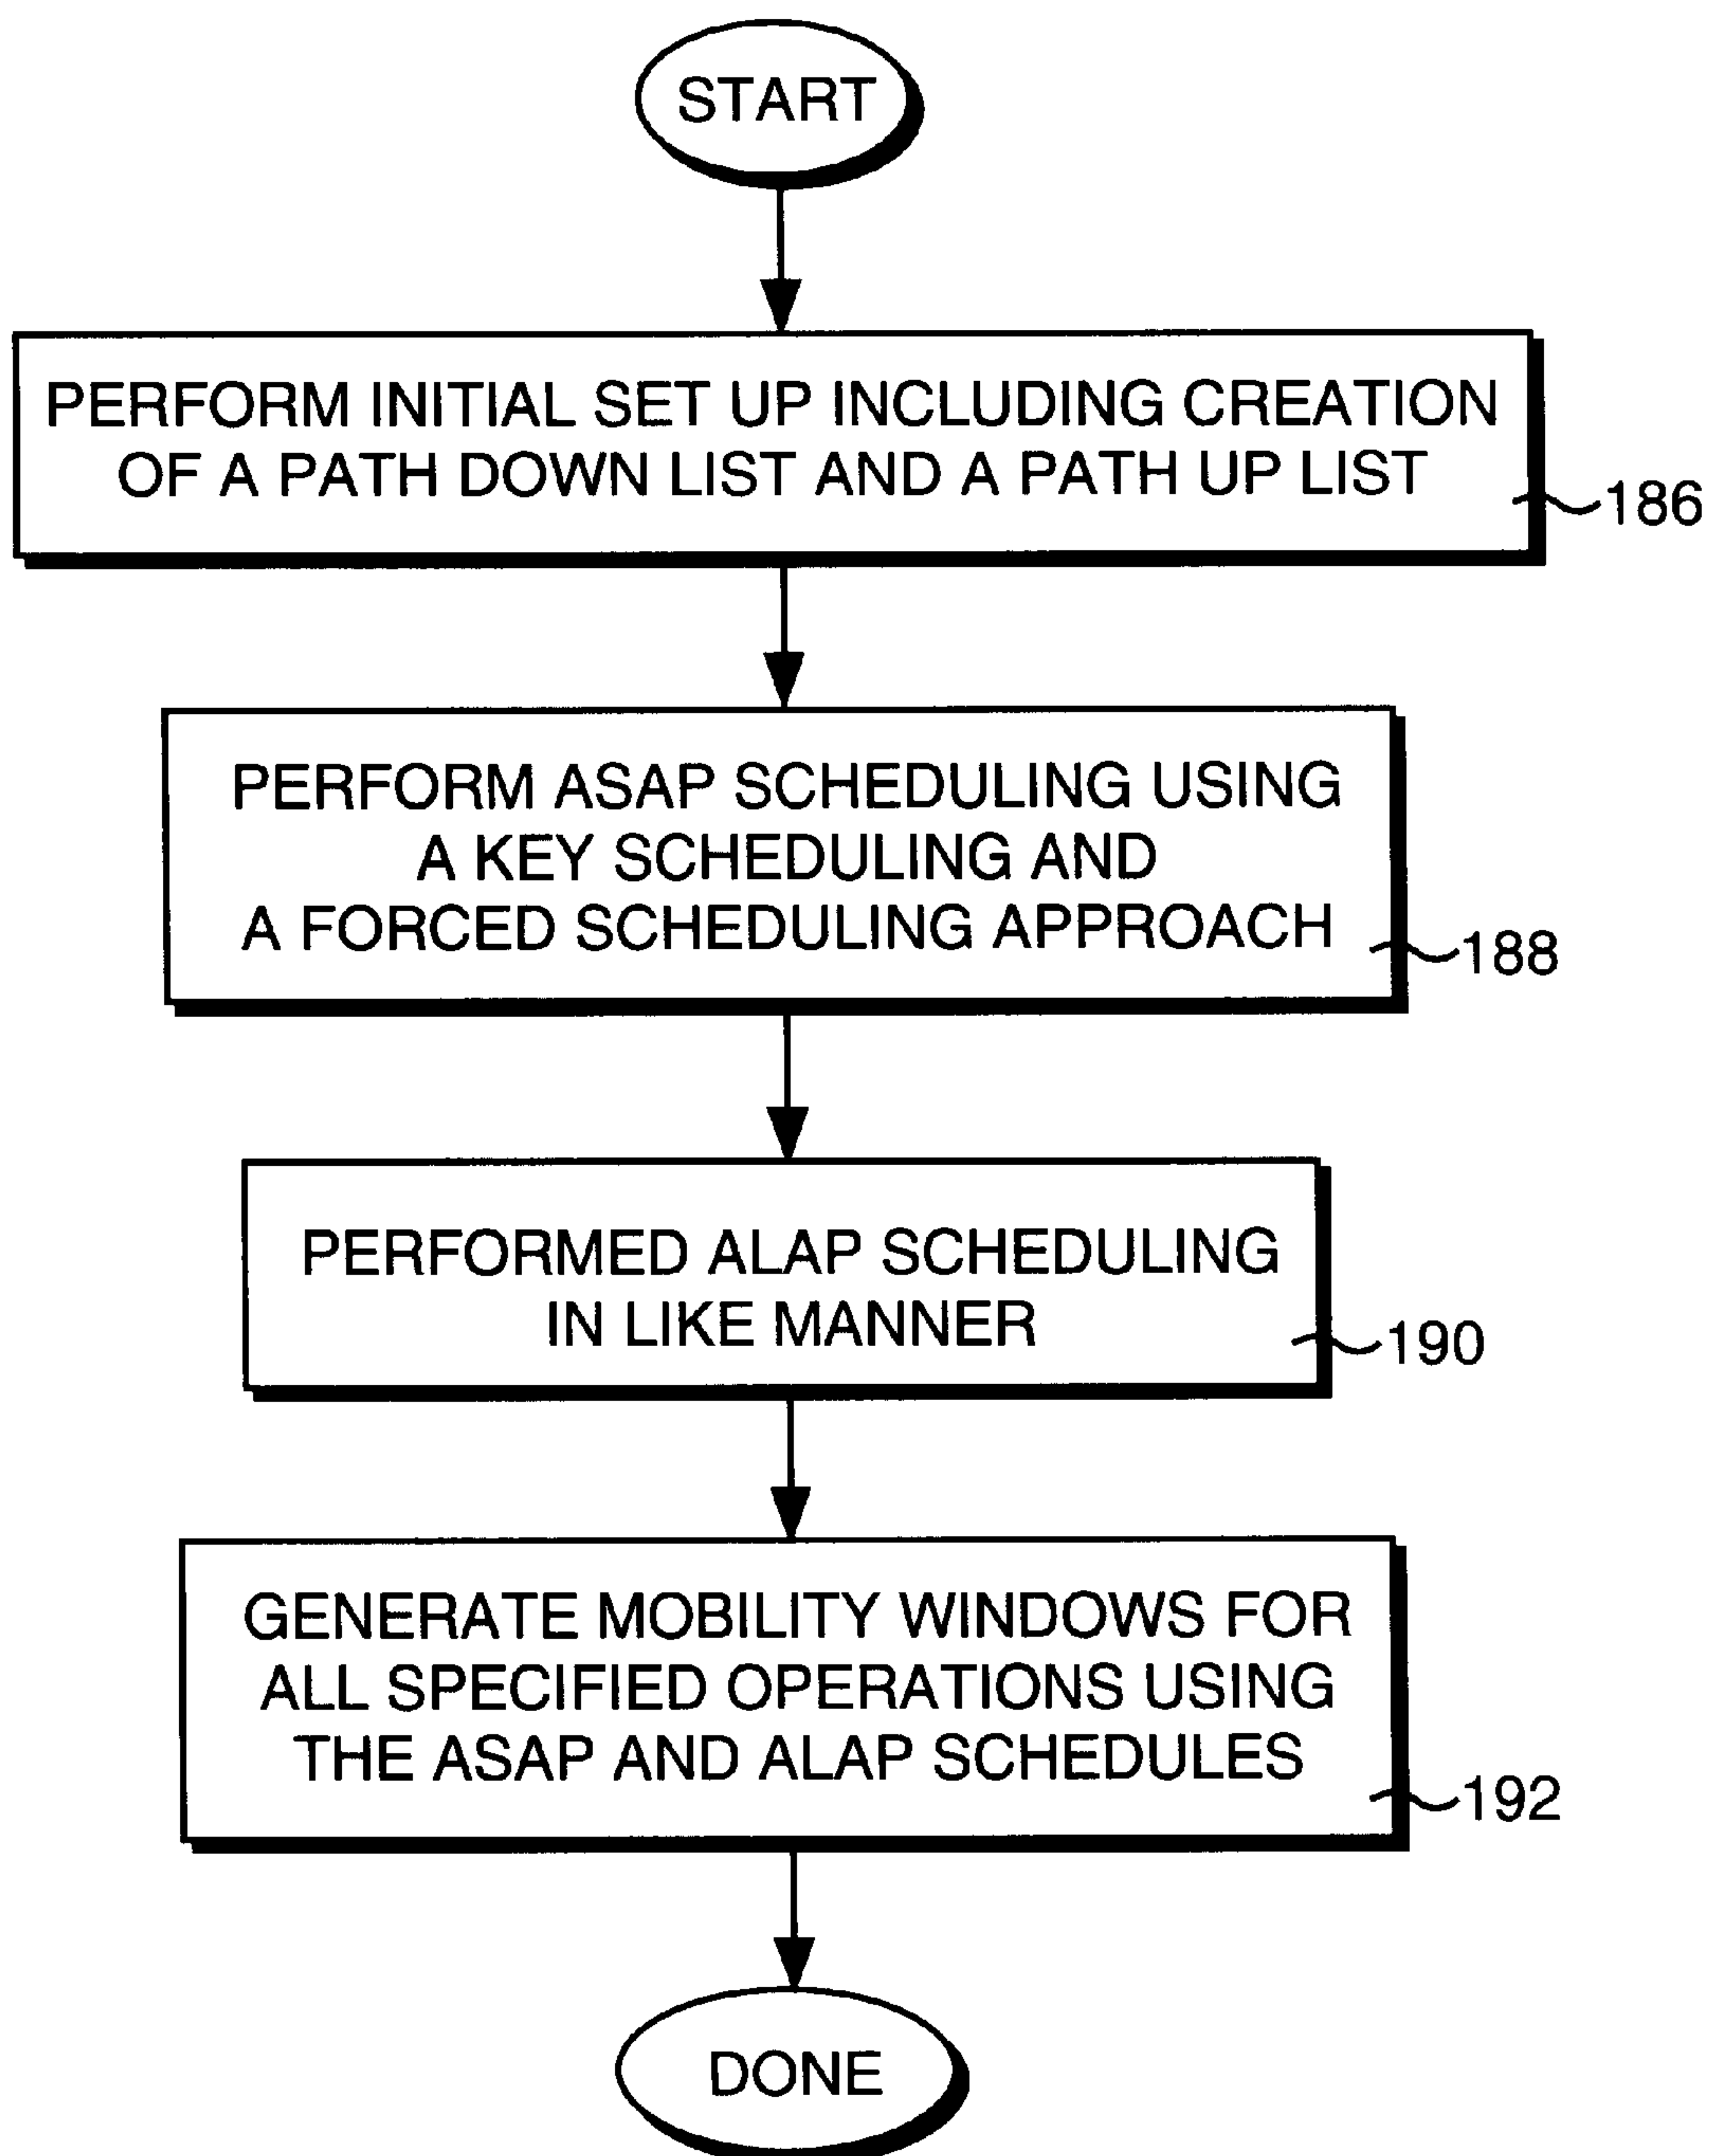 START
PERFORM INITIAL SET UP INCLUDING CREATION
OF A PATH DOWN LIST AND A PATH UP LIST
186
PERFORM ASAP SCHEDULING USING
A KEY SCHEDULING AND
A FORCED SCHEDULING APPROACH
188
PERFORMED ALAP SCHEDULING
IN LIKE MANNER
190
GENERATE MOBILITY WINDOWS FOR
ALL SPECIFIED OPERATIONS USING
THE ASAP AND ALAP SCHEDULES
192
DONE